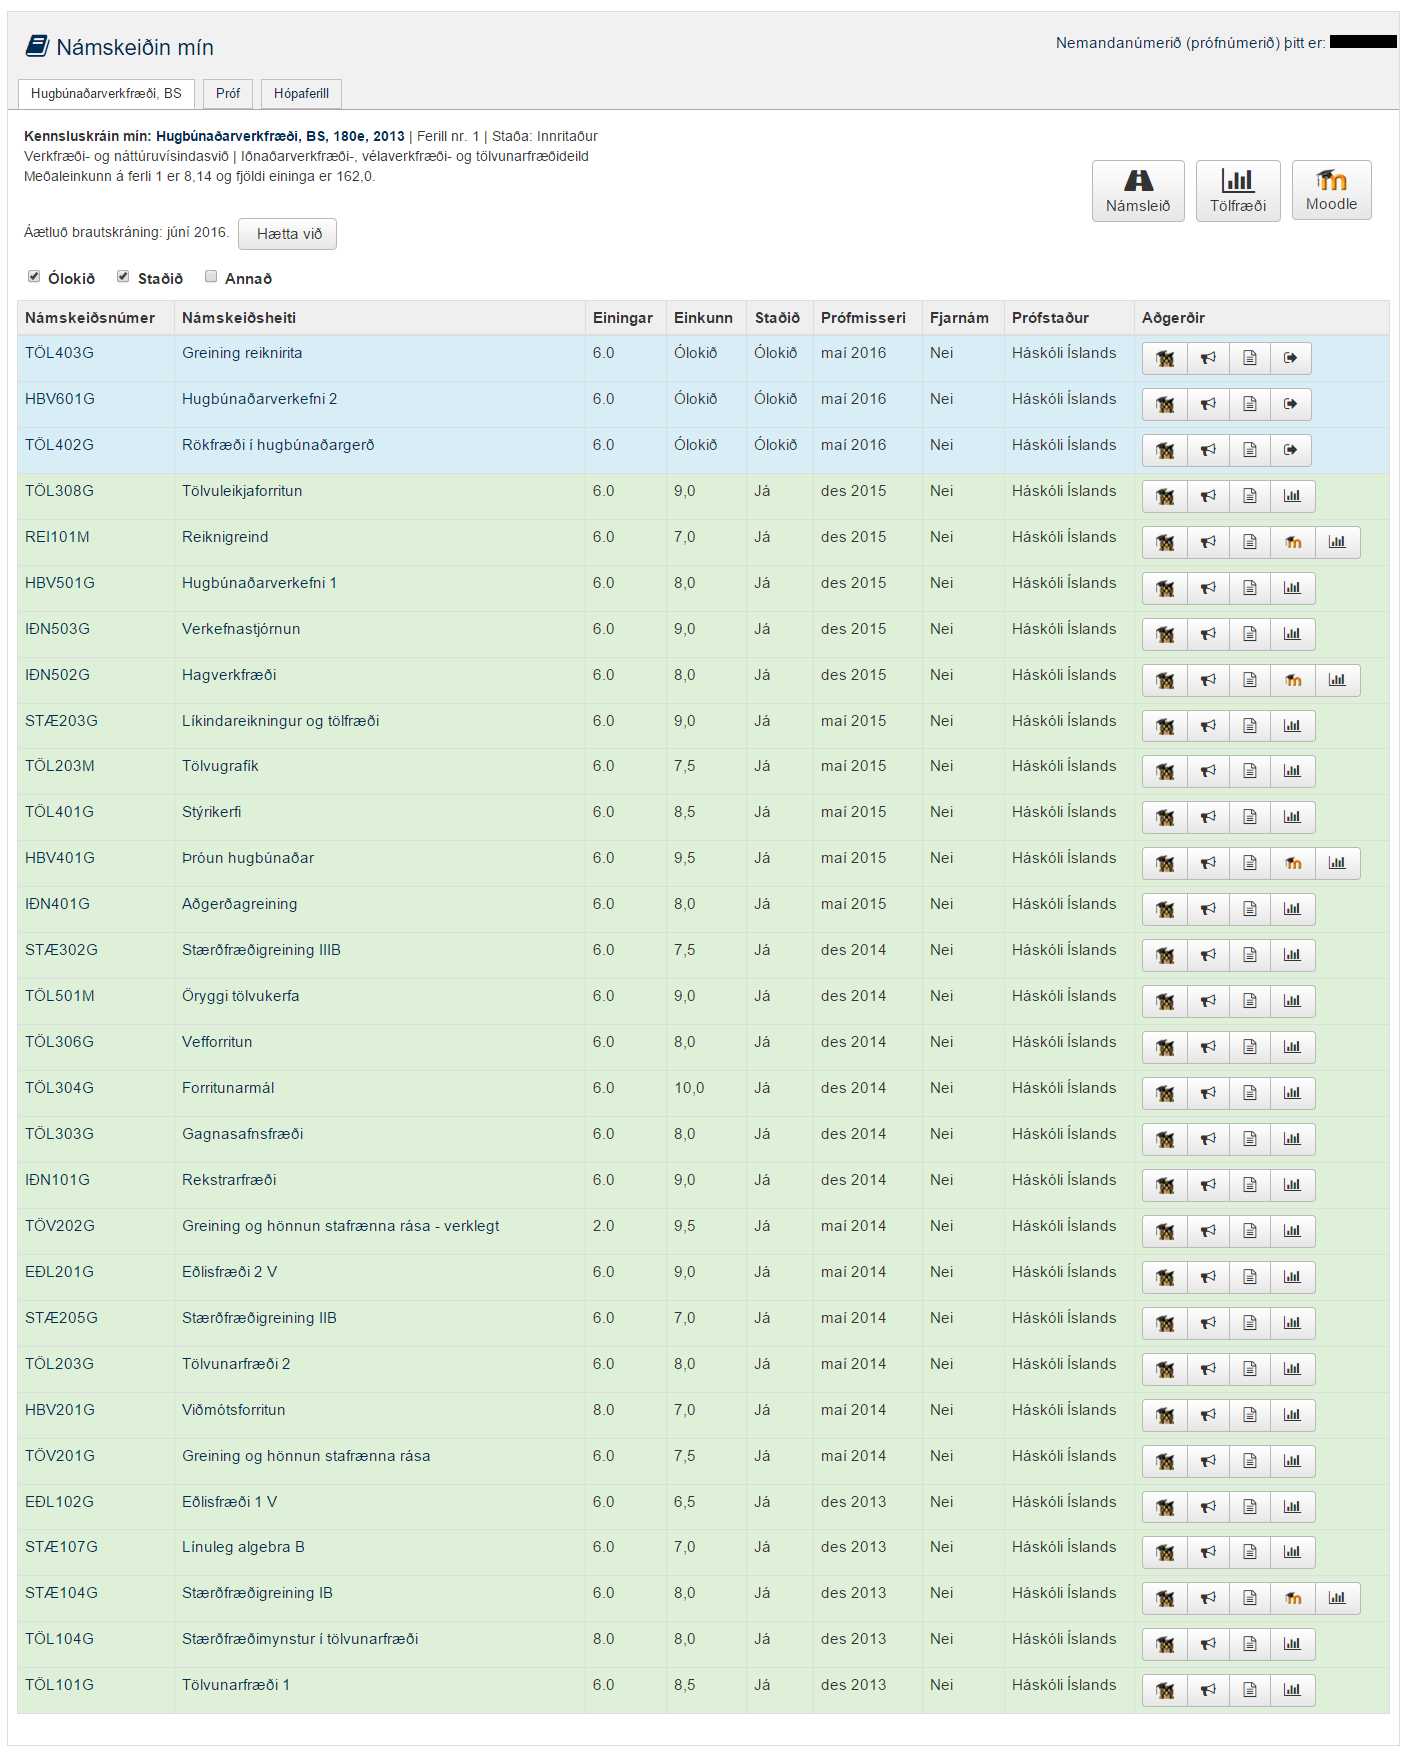 Námskeiðin mín
Nemandanúmerið (prófnúmerið) þitt er:
Hugbúnaðarverkfræði, BS Próf Hópaferill
Kennsluskráin mín: Hugbúnaðarverkfræði, BS, 180e, 2013 | Ferill nr. 1 | Staða: Innritaður
Verkfræði- og náttúruvísindasvið | Iðnaðarverkfræði-, vélaverkfræði- og tölvunarfræðideild
Meðaleinkunn á ferli 1 er 8,14 og fjöldi eininga er 162,0.
Námsleið Tölfræði Moodle
Áætluð brautskráning: júní 2016. Hætta við
Ólokið Staðið Annað
Námskeiðsnúmer Námskeiðsheiti Einingar Einkunn Staðið Prófmisseri Fjarnám Prófstaður Aðgerðir
TÖL403G Greining reiknirita 6.0 Ólokið Ólokið maí 2016 Nei Háskóli Íslands
HBV601G Hugbúnaðarverkefni 2 6.0 Ólokið Ólokið maí 2016 Nei Háskóli Íslands
TÖL402G Rökfræði í hugbúnaðargerð 6.0 Ólokið Ólokið maí 2016 Nei Háskóli Íslands
TÖL308G Tölvuleikjaforritun 6.0 9,0 Já des 2015 Nei Háskóli Íslands
REI101M Reiknigreind 6.0 7,0 Já des 2015 Nei Háskóli Íslands
HBV501G Hugbúnaðarverkefni 1 6.0 8,0 Já des 2015 Nei Háskóli Íslands
IÐN503G Verkefnastjórnun 6.0 9,0 Já des 2015 Nei Háskóli Íslands
IÐN502G Hagverkfræði 6.0 8,0 Já des 2015 Nei Háskóli Íslands
STÆ203G Líkindareikningur og tölfræði 6.0 9,0 Já maí 2015 Nei Háskóli Íslands
TÖL203M Tölvugrafík 6.0 7,5 Já maí 2015 Nei Háskóli Íslands
TÖL401G Stýrikerfi 6.0 8,5 Já maí 2015 Nei Háskóli Íslands
HBV401G Þróun hugbúnaðar 6.0 9,5 Já maí 2015 Nei Háskóli Íslands
IÐN401G Aðgerðagreining 6.0 8,0 Já maí 2015 Nei Háskóli Íslands
STÆ302G Stærðfræðigreining IIIB 6.0 7,5 Já des 2014 Nei Háskóli Íslands
TÖL501M Öryggi tölvukerfa 6.0 9,0 Já des 2014 Nei Háskóli Íslands
TÖL306G Vefforritun 6.0 8,0 Já des 2014 Nei Háskóli Íslands
TÖL304G Forritunarmál 6.0 10,0 Já des 2014 Nei Háskóli Íslands
TÖL303G Gagnasafnsfræði 6.0 8,0 Já des 2014 Nei Háskóli Íslands
IÐN101G Rekstrarfræði 6.0 9,0 Já des 2014 Nei Háskóli Íslands
TÖV202G Greining og hönnun stafrænna rása - verklegt 2.0 9,5 Já maí 2014 Nei Háskóli Íslands
EÐL201G Eðlisfræði 2 V 6.0 9,0 Já maí 2014 Nei Háskóli Íslands
STÆ205G Stærðfræðigreining IIB 6.0 7,0 Já maí 2014 Nei Háskóli Íslands
TÖL203G Tölvunarfræði 2 6.0 8,0 Já maí 2014 Nei Háskóli Íslands
HBV201G Viðmótsforritun 8.0 7,0 Já maí 2014 Nei Háskóli Íslands
TÖV201G Greining og hönnun stafrænna rása 6.0 7,5 Já maí 2014 Nei Háskóli Íslands
EÐL102G Eðlisfræði 1 V 6.0 6,5 Já des 2013 Nei Háskóli Íslands
STÆ107G Línuleg algebra B 6.0 7,0 Já des 2013 Nei Háskóli Íslands
STÆ104G Stærðfræðigreining IB 6.0 8,0 Já des 2013 Nei Háskóli Íslands
TÖL104G Stærðfræðimynstur í tölvunarfræði 8.0 8,0 Já des 2013 Nei Háskóli Íslands
TÖL101G Tölvunarfræði 1 6.0 8,5 Já des 2013 Nei Háskóli Íslands